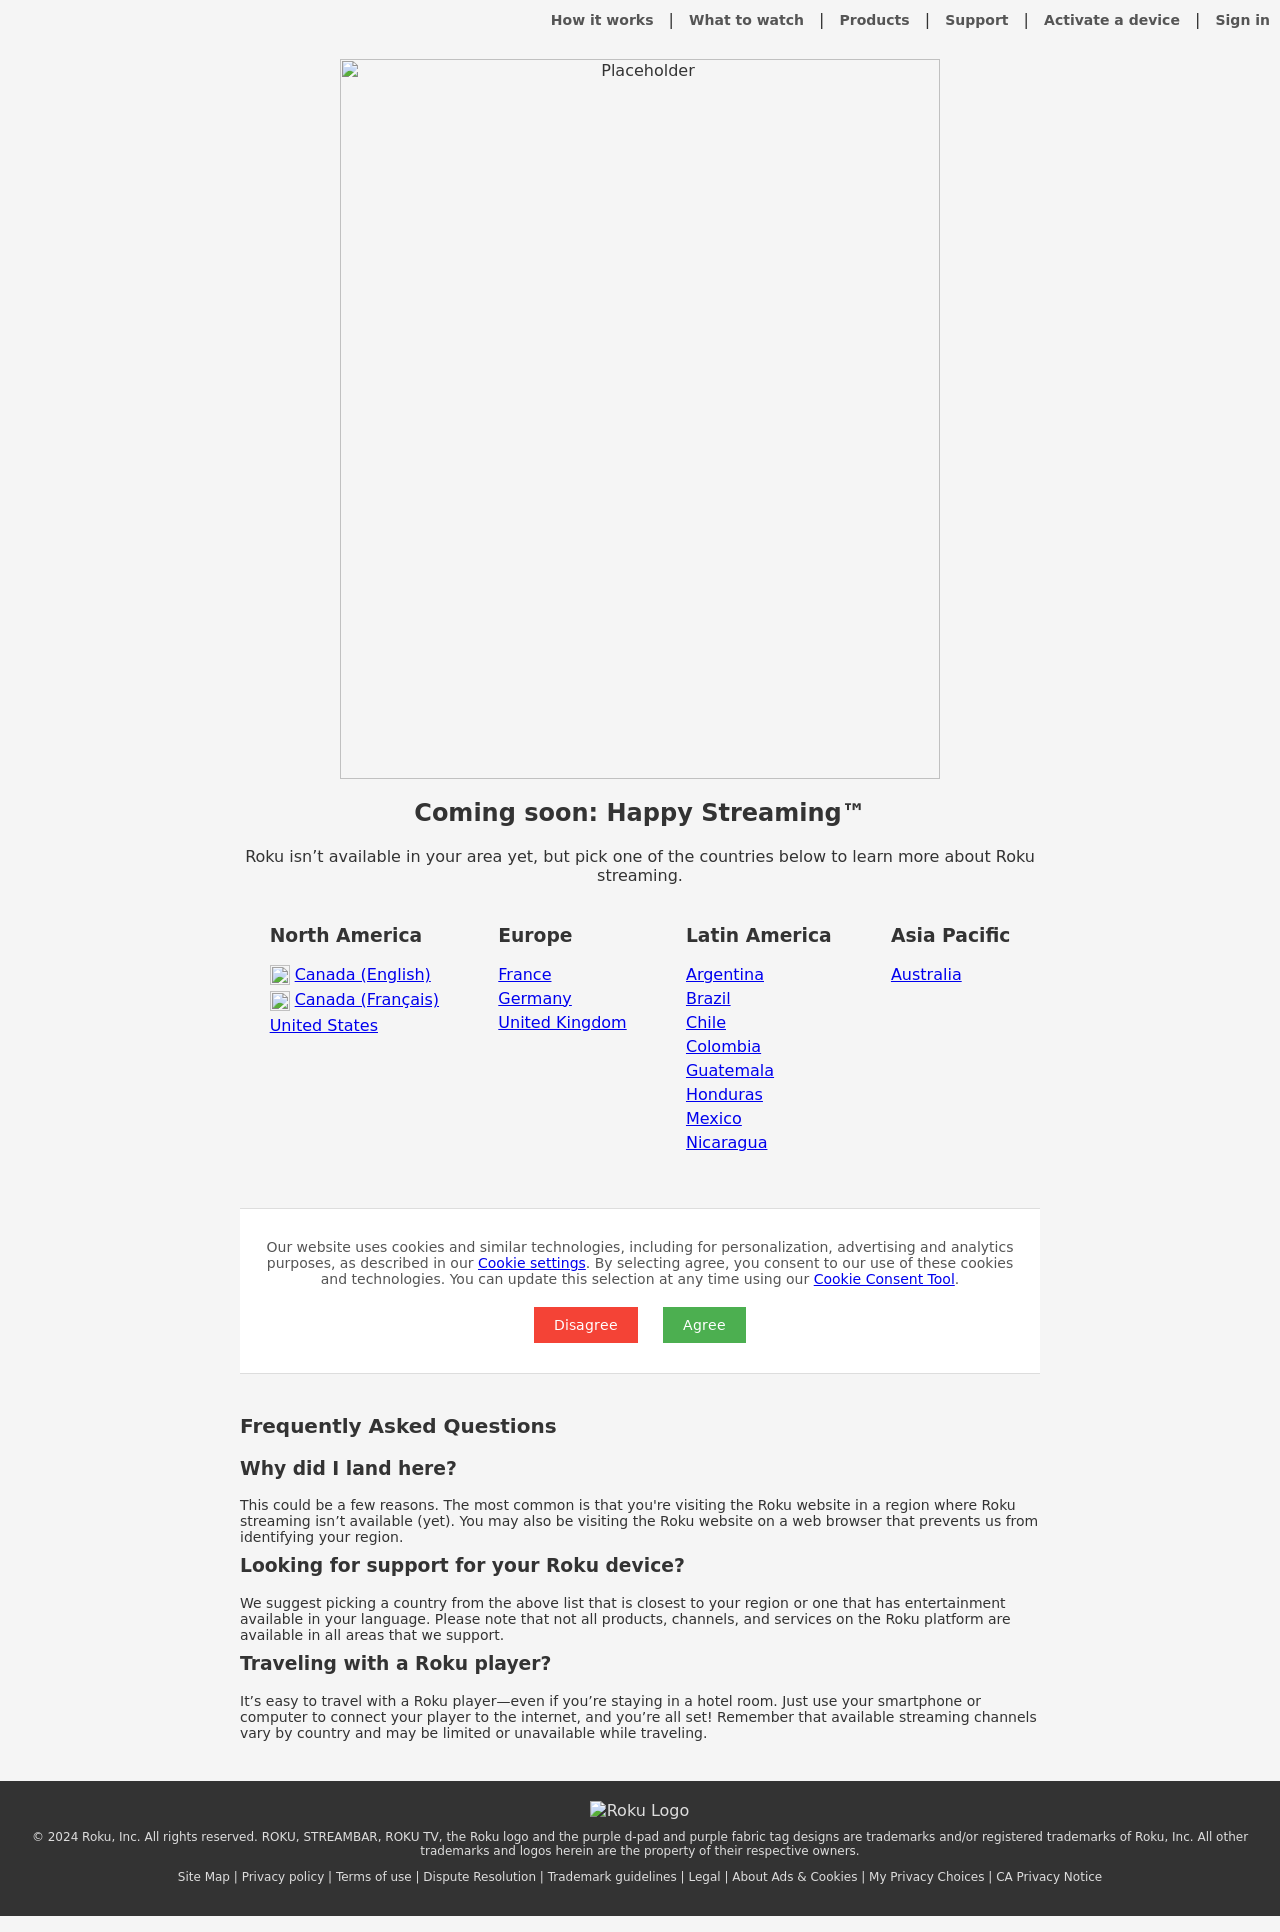 How it works | What to watch | Products | Support | Activate a device | Sign in
Placeholder
Coming soon: Happy Streaming™
Roku isn’t available in your area yet, but pick one of the countries below to learn more about Roku
streaming.
North America
Canada (English)
Canada (Français)
United States
Europe
France
Germany
United Kingdom
Latin America
Argentina
Brazil
Chile
Colombia
Guatemala
Honduras
Mexico
Nicaragua
Asia Pacific
Australia
Our website uses cookies and similar technologies, including for personalization, advertising and analytics
purposes, as described in our Cookie settings. By selecting agree, you consent to our use of these cookies
and technologies. You can update this selection at any time using our Cookie Consent Tool.
Disagree Agree
Frequently Asked Questions
Why did I land here?
This could be a few reasons. The most common is that you're visiting the Roku website in a region where Roku
streaming isn’t available (yet). You may also be visiting the Roku website on a web browser that prevents us from
identifying your region.
Looking for support for your Roku device?
We suggest picking a country from the above list that is closest to your region or one that has entertainment
available in your language. Please note that not all products, channels, and services on the Roku platform are
available in all areas that we support.
Traveling with a Roku player?
It’s easy to travel with a Roku player—even if you’re staying in a hotel room. Just use your smartphone or
computer to connect your player to the internet, and you’re all set! Remember that available streaming channels
vary by country and may be limited or unavailable while traveling.
Roku Logo
© 2024 Roku, Inc. All rights reserved. ROKU, STREAMBAR, ROKU TV, the Roku logo and the purple d-pad and purple fabric tag designs are trademarks and/or registered trademarks of Roku, Inc. All other
trademarks and logos herein are the property of their respective owners.
Site Map | Privacy policy | Terms of use | Dispute Resolution | Trademark guidelines | Legal | About Ads & Cookies | My Privacy Choices | CA Privacy Notice